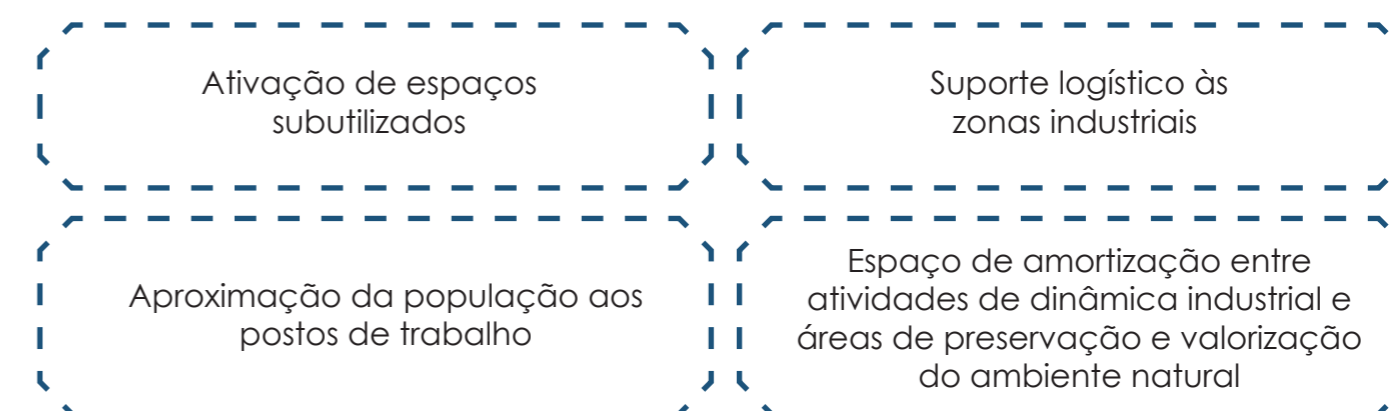 Ativação de espaços
subutilizados
Suporte logístico às
zonas industriais
Aproximação da população aos
postos de trabalho
Espaço de amortização entre
atividades de dinâmica industrial e
áreas de preservação e valorização
do ambiente natural